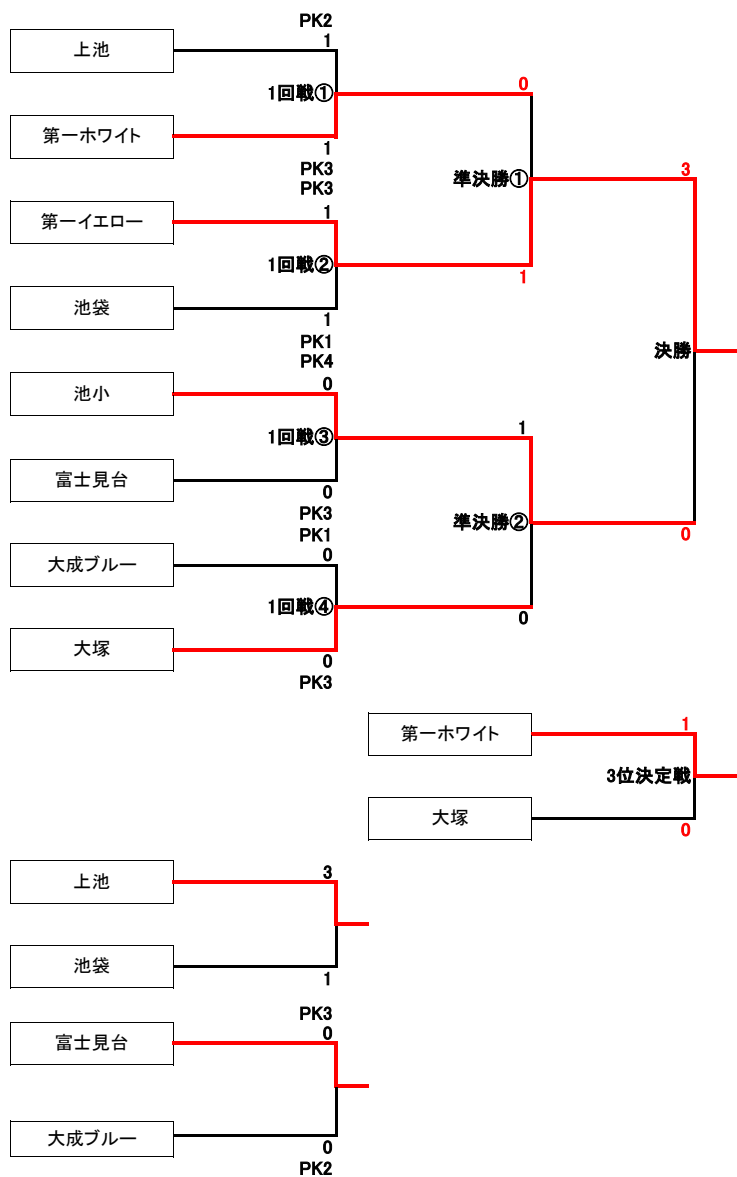 PK2
1
上池
1回戦①
0
第一ホワイト
1
PK3
準決勝①
3
PK3
1
第一イエロー
1回戦②
1
池袋
1
PK1
決勝
PK4
0
池小
1回戦③
1
富士見台
0
PK3
準決勝②
0
PK1
0
大成ブルー
1回戦④
0
大塚
0
PK3
第一ホワイト
1
3位決定戦
大塚
0
上池
3
池袋
1
PK3
0
富士見台
大成ブルー
0
PK2